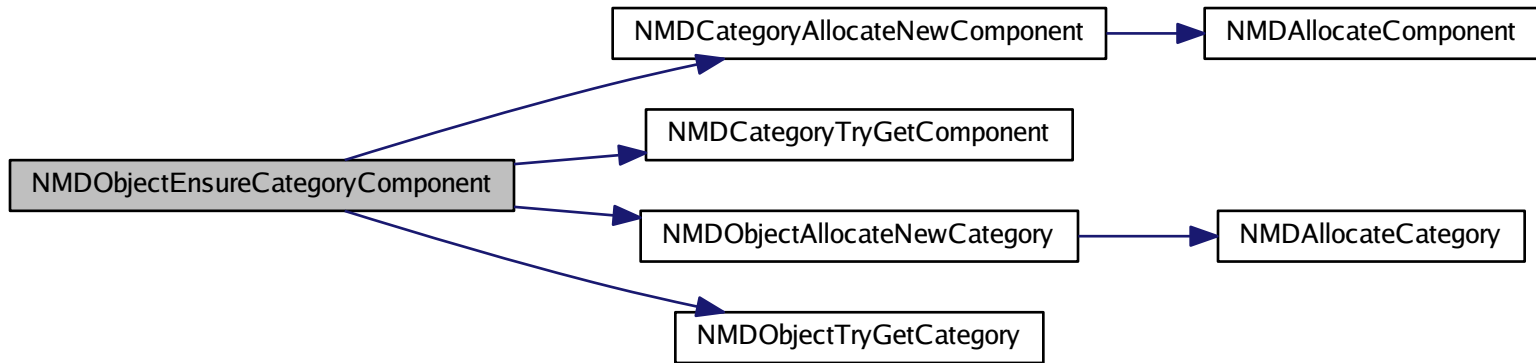 NMDObjectEnsureCategoryComponent
NMDCategoryAllocateNewComponent
NMDAllocateComponent
NMDCategoryTryGetComponent
NMDObjectAllocateNewCategory
NMDAllocateCategory
NMDObjectTryGetCategory